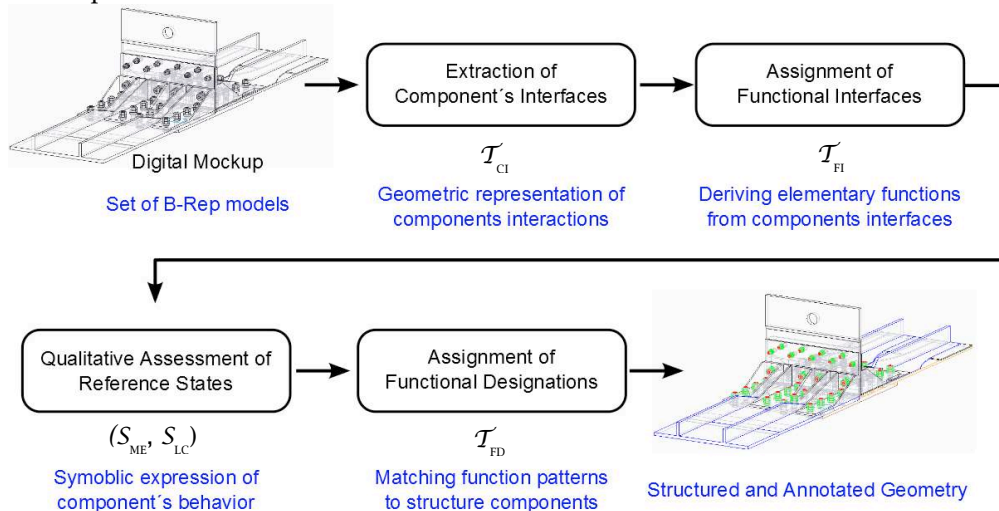 Extraction of
Component´s Interfaces
Assignment of
Functional Interfaces
Digital Mockup
Set of B-Rep models
𝒯CI
Geometric representation of
components interactions
𝒯FI
Deriving elementary functions
from components interfaces
Qualitative Assessment of
Reference States
Assignment of
Functional Designations
(SME, SLC)
Symoblic expression of
component´s behavior
𝒯FD
Matching function patterns
to structure components
Structured and Annotated Geometry